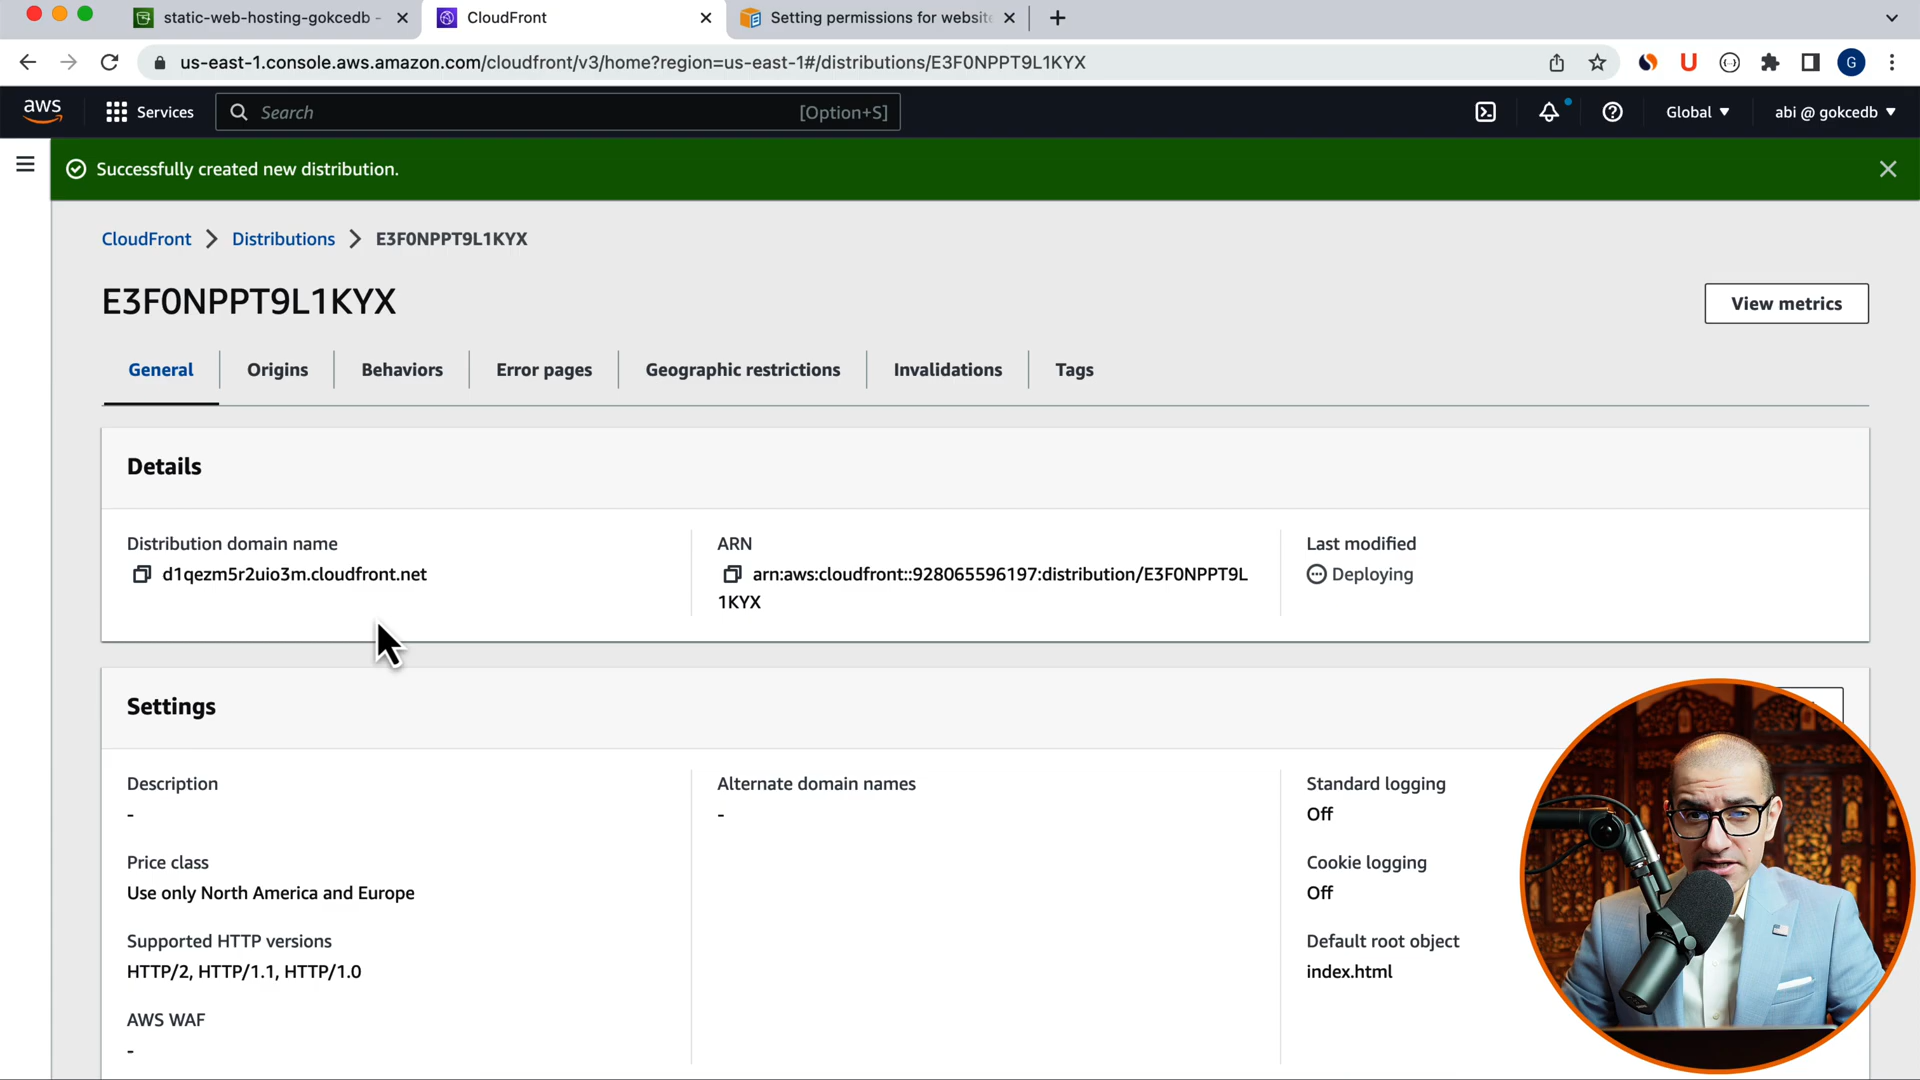 static-web-hosting-gokcedb -
CloudFront
Setting permissions for website
us-east-1.console.aws.amazon.com/cloudfront/v3/home?region=us-east-1#/distributions/E3F0NPPT9L1KYX
G
aws
Services
Search
[Option+S]
Global
abi @ gokcedb
Successfully created new distribution.
CloudFront
Distributions
E3F0NPPT9L1KYX
E3F0NPPT9L1KYX
View metrics
General
Origins
Behaviors
Error pages
Geographic restrictions
Invalidations
Tags
Details
Distribution domain name
d1qezm5r2uio3m.cloudfront.net
ARN
arn:aws:cloudfront::928065596197:distribution/E3F0NPPT9L
1KYX
Last modified
Deploying
Settings
Description
-
Price class
Use only North America and Europe
Supported HTTP versions
HTTP/2, HTTP/1.1, HTTP/1.0
AWS WAF
-
Alternate domain names
-
Standard logging
Off
Cookie logging
Off
Default root object
index.html